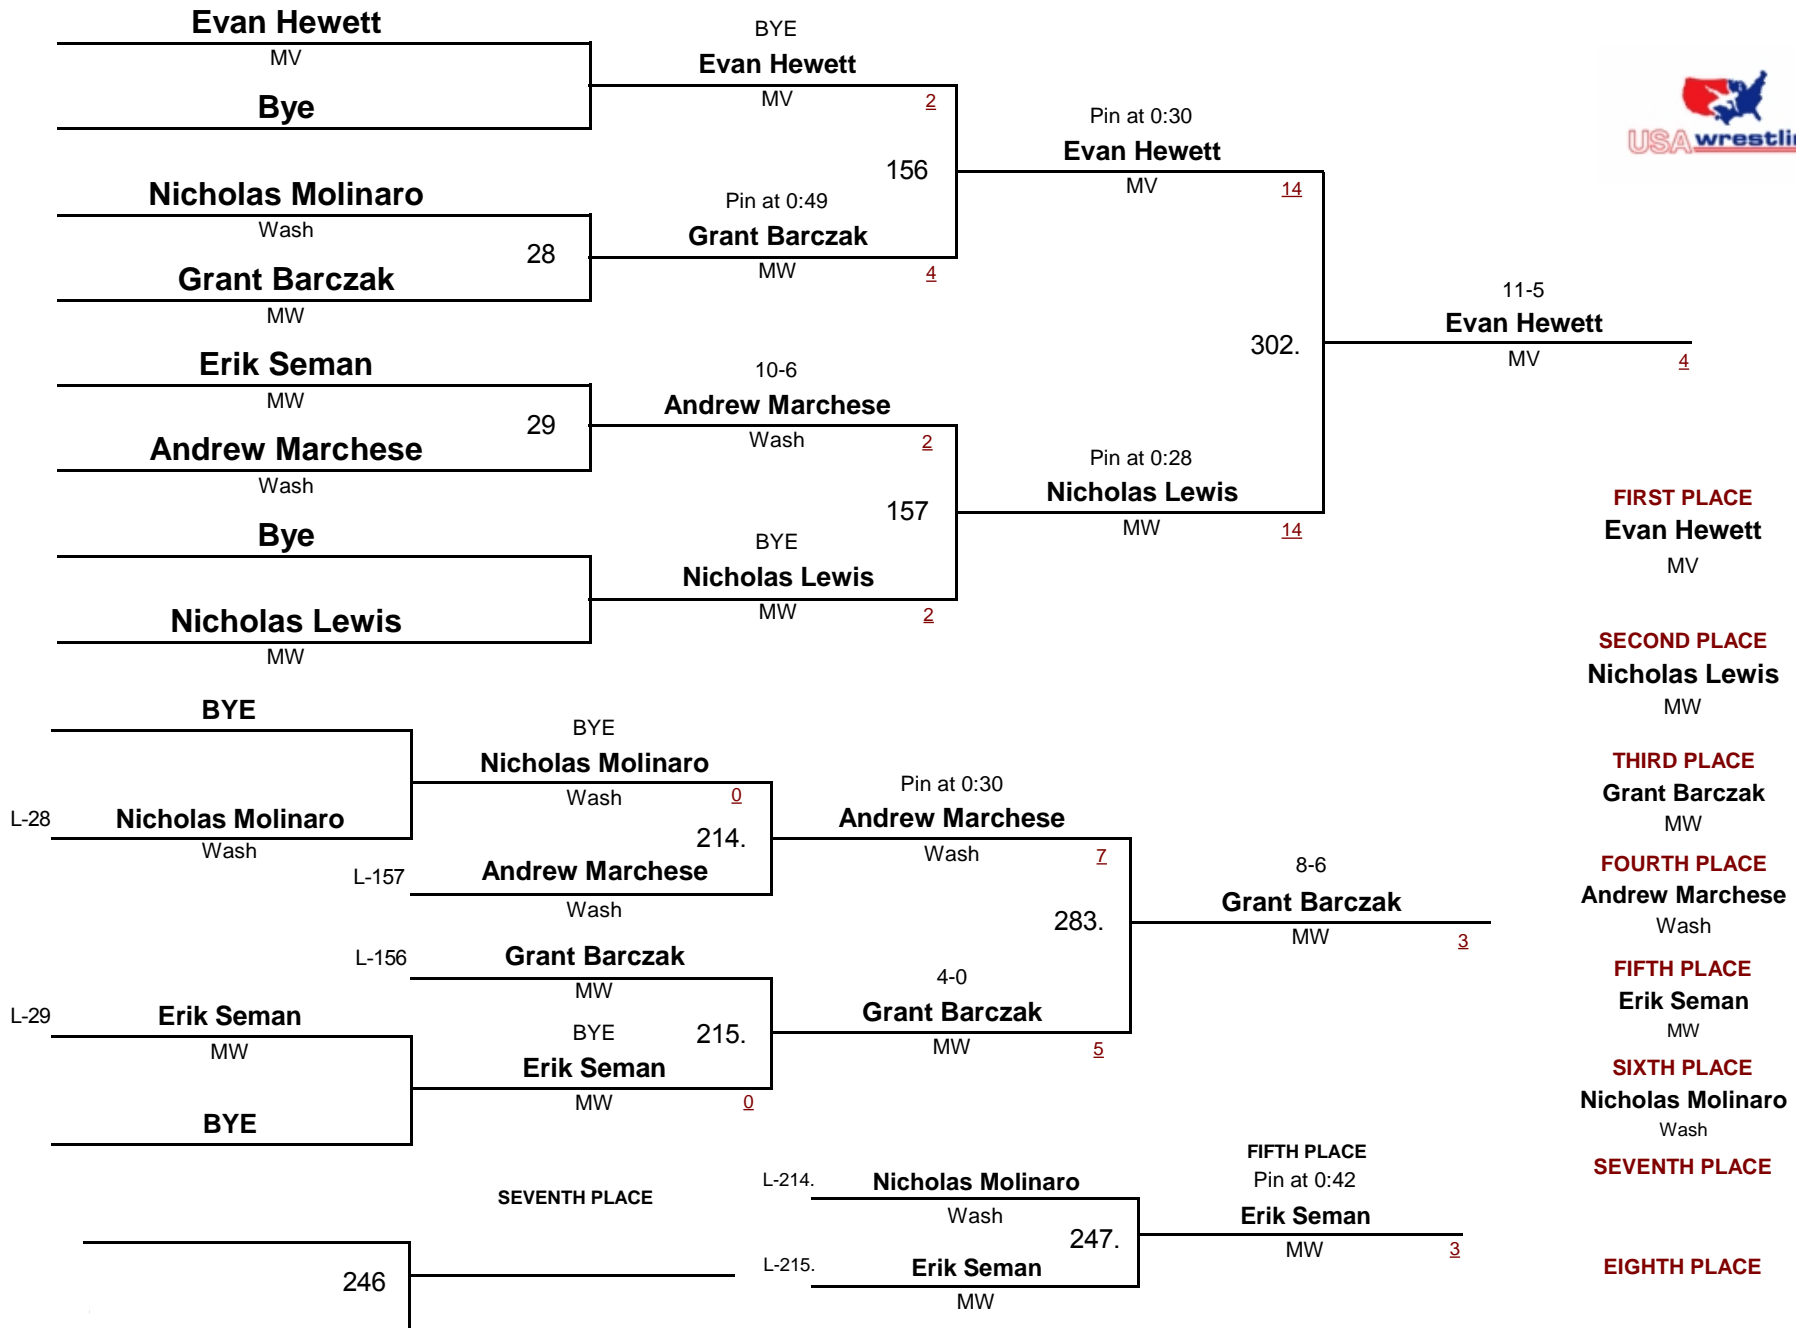 Evan Hewett
MV
Bye
Nicholas Molinaro
Wash
28
Grant Barczak
MW
Erik Seman
MW
29
Andrew Marchese
Wash
Bye
Nicholas Lewis
MW
BYE
Evan Hewett
MV 2
156
Pin at 0:49
Grant Barczak
MW 4
10-6
Andrew Marchese
Wash 2
157
BYE
Nicholas Lewis
MW 2
Pin at 0:30
Evan Hewett
MV 14
302.
Pin at 0:28
Nicholas Lewis
MW 14
11-5
Evan Hewett
MV 4
USA wrestlin
FIRST PLACE
Evan Hewett
MV
SECOND PLACE
Nicholas Lewis
MW
THIRD PLACE
Grant Barczak
MW
FOURTH PLACE
Andrew Marchese
Wash
FIFTH PLACE
Erik Seman
MW
SIXTH PLACE
Nicholas Molinaro
Wash
SEVENTH PLACE
EIGHTH PLACE
BYE
L-28 Nicholas Molinaro
Wash
L-29 Erik Seman
MW
BYE
BYE
Nicholas Molinaro
Wash 0
214.
L-157 Andrew Marchese
Wash
L-156 Grant Barczak
MW
BYE 215.
Erik Seman
MW 0
Pin at 0:30
Andrew Marchese
Wash 7
283.
4-0
Grant Barczak
MW 5
8-6
Grant Barczak
MW 3
SEVENTH PLACE
246
L-214. Nicholas Molinaro
Wash
247.
L-215. Erik Seman
MW
FIFTH PLACE
Pin at 0:42
Erik Seman
MW 3